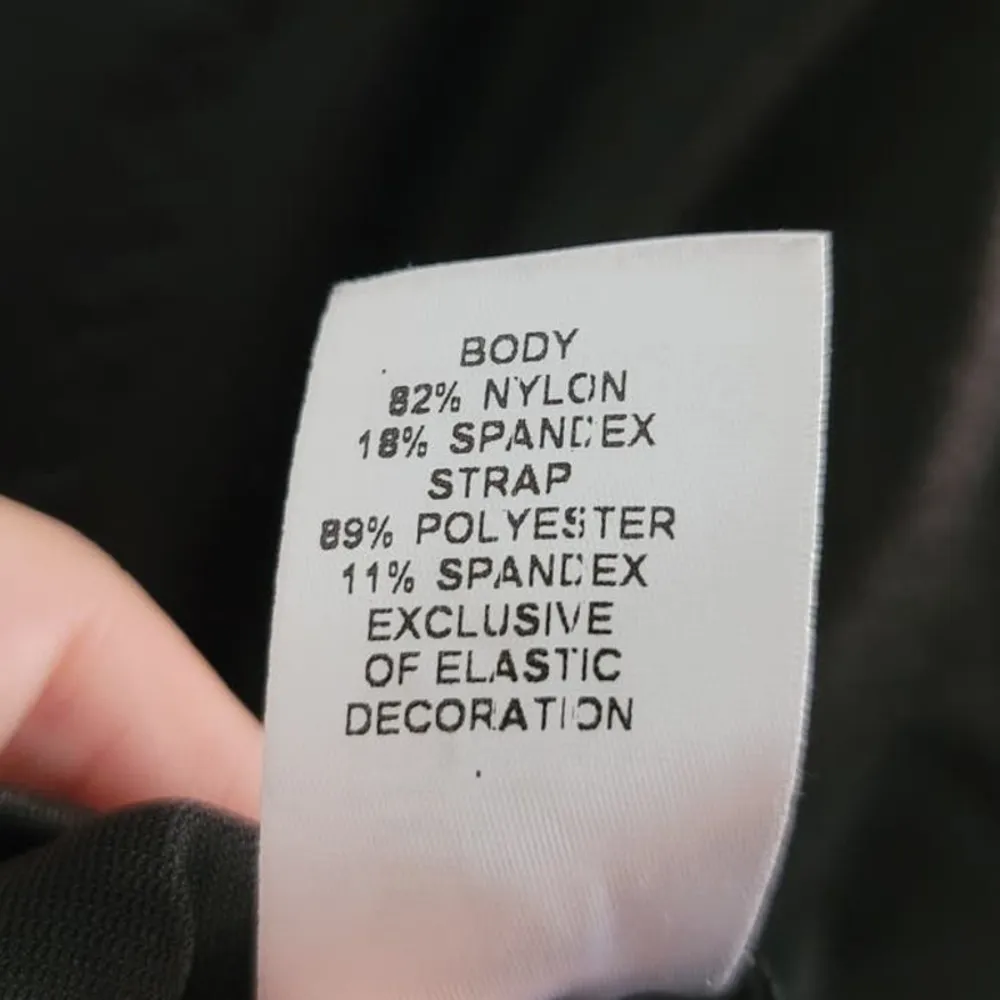 BODY
82% NYLON
18% SPANDEX
STRAP
89% POLYESTER
11% SPANDEX
EXCLUSIVE
OF ELASTIC
DECORATION